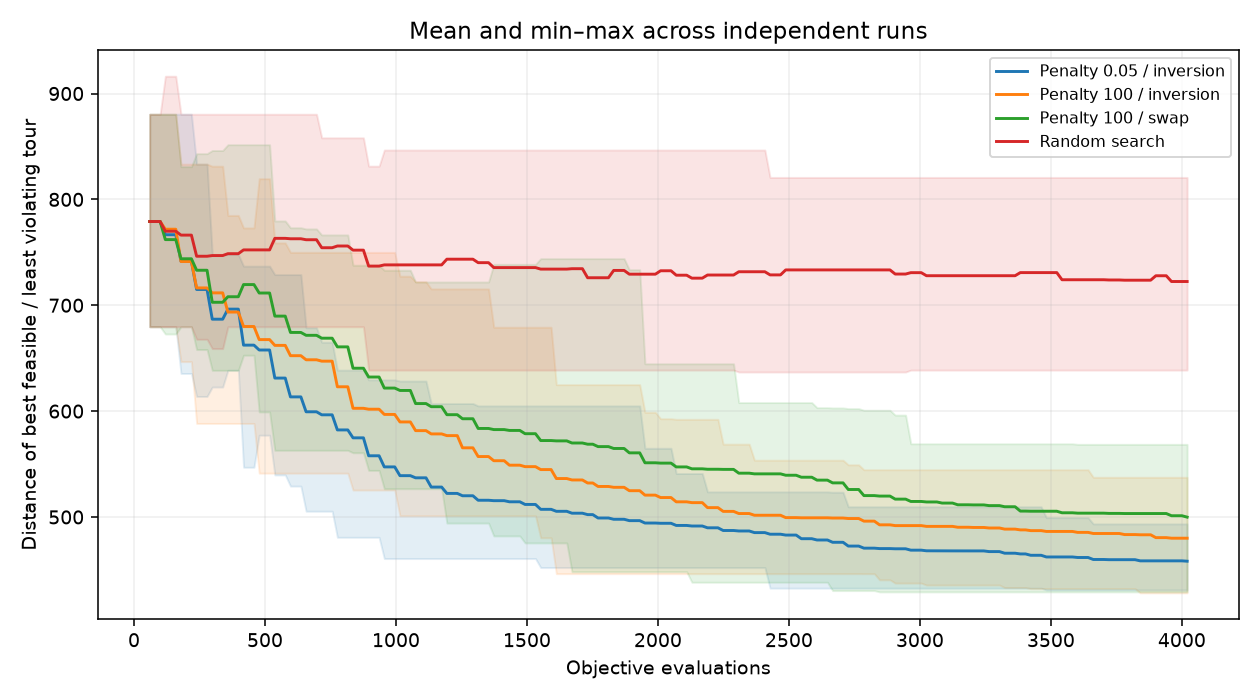 Mean and min–max across independent runs
Distance of best feasible / least violating tour
900
800
700
600
500
0
500
1000
1500
2000
2500
3000
3500
4000
Objective evaluations
Penalty 0.05 / inversion
Penalty 100 / inversion
Penalty 100 / swap
Random search